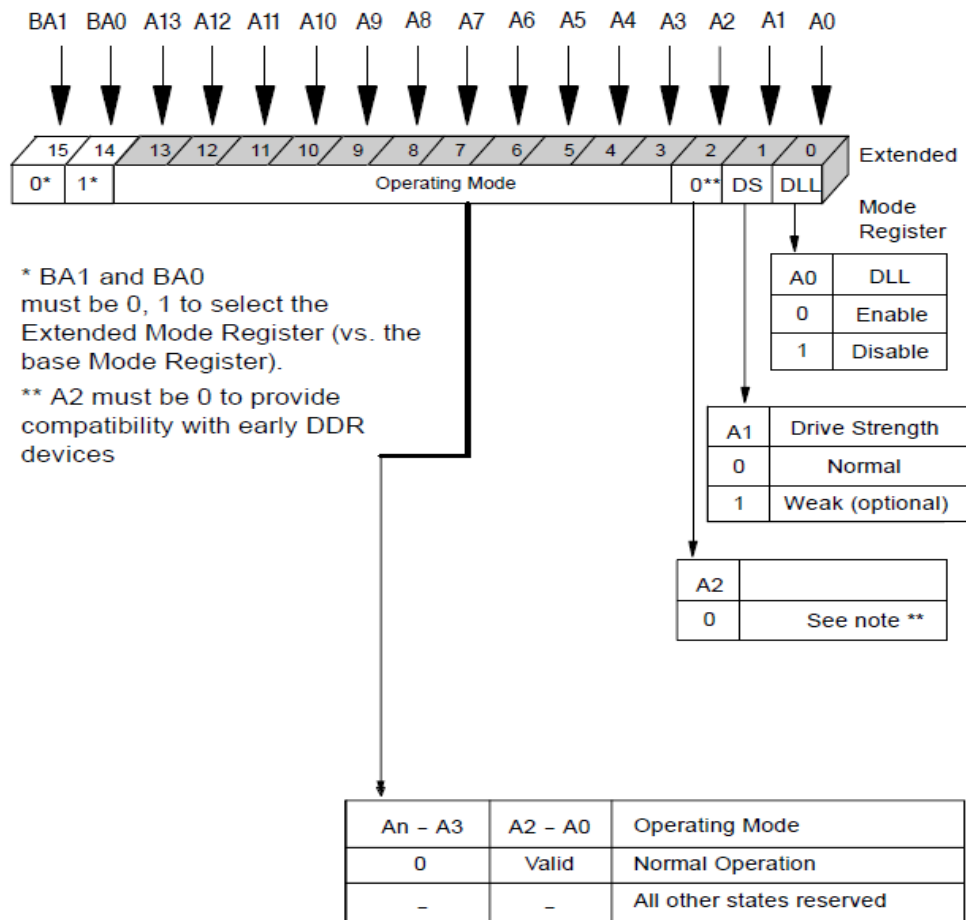 BA1 BA0 A13 A12 A11 A10 A9 A8 A7 A6 A5 A4 A3 A2 A1 A0
15 14 13 12 11 10 9 8 7 6 5 4 3 2 1 0
Extended
0* 1* Operating Mode 0** DS DLL
Mode
Register
* BA1 and BA0
must be 0, 1 to select the
Extended Mode Register (vs. the
base Mode Register).
** A2 must be 0 to provide
compatibility with early DDR
devices
A0 DLL
0 Enable
1 Disable
A1 Drive Strength
0 Normal
1 Weak (optional)
A2
0 See note **
An – A3 A2 – A0 Operating Mode
0 Valid Normal Operation
– – All other states reserved